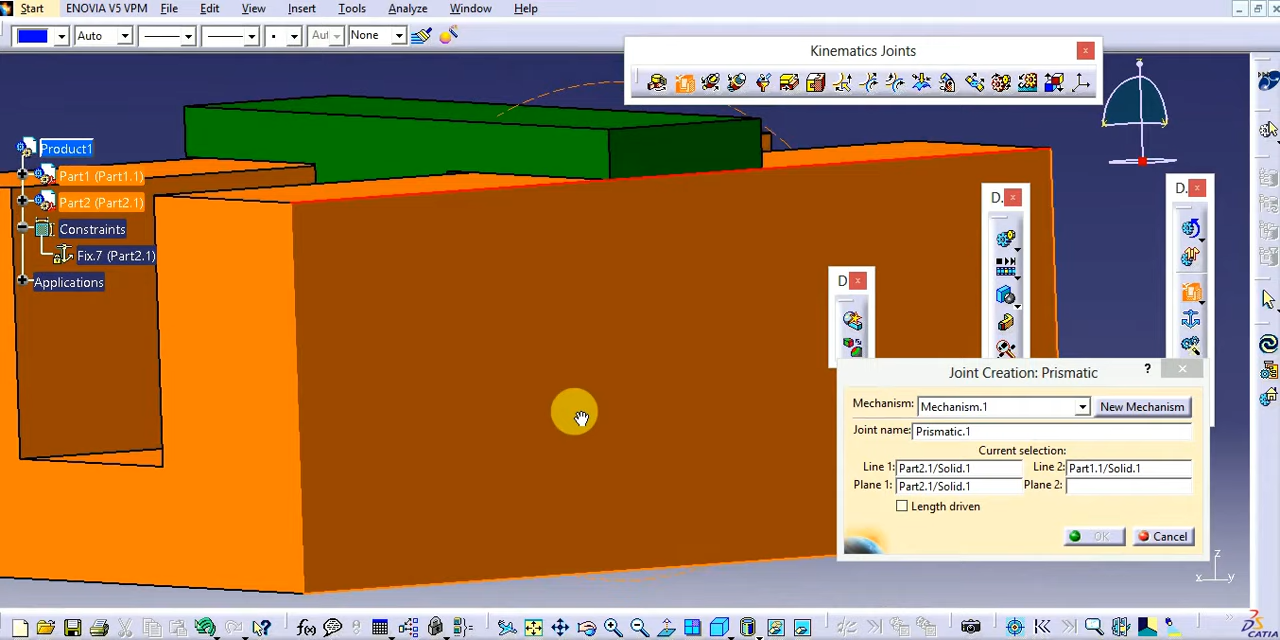 Start ENOVIA V5 VPM File Edit View Insert Tools Analyze Window Help
Auto None
Kinematics Joints
Product1
Part1 (Part1.1)
Part2 (Part2.1)
Constraints
Fix.7 (Part2.1)
Applications
D.
D.
D
Joint Creation: Prismatic ?
Mechanism: Mechanism.1 New Mechanism
Joint name: Prismatic.1
Current selection:
Line 1: Part2.1/Solid.1 Line 2: Part1.1/Solid.1
Plane 1: Part2.1/Solid.1 Plane 2:
Length driven
OK Cancel
z
x y
f(x)
CATIA